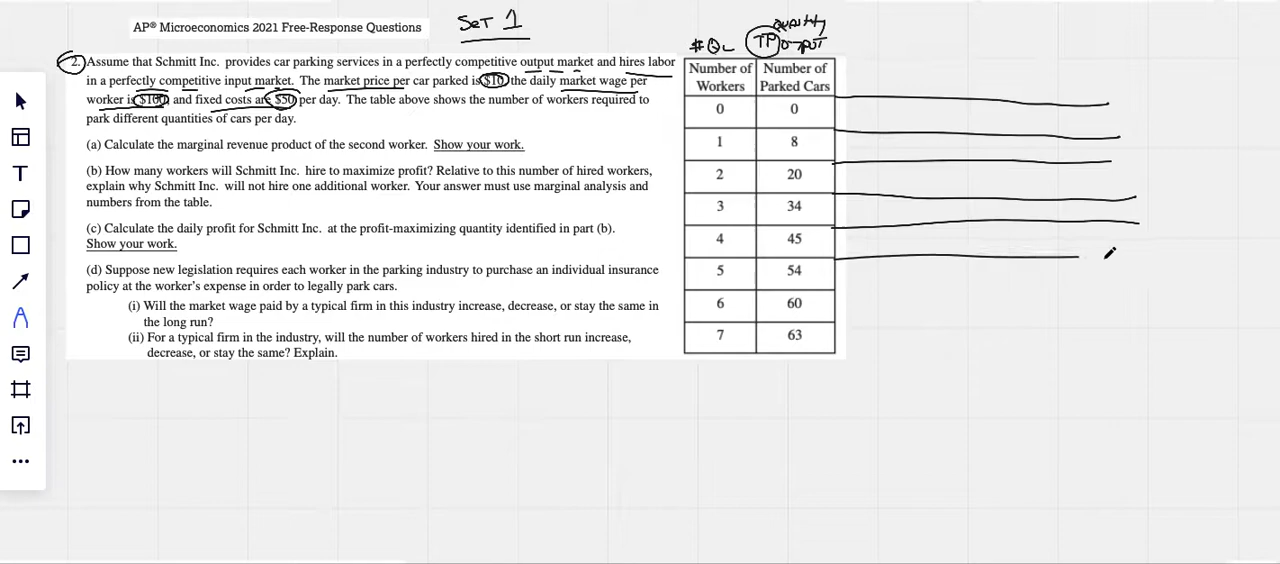 AP® Microeconomics 2021 Free-Response Questions
SET 1
2. Assume that Schmitt Inc. provides car parking services in a perfectly competitive output market and hires labor
in a perfectly competitive input market. The market price per car parked is $10, the daily market wage per
worker is $100, and fixed costs are $50 per day. The table above shows the number of workers required to
park different quantities of cars per day.
(a) Calculate the marginal revenue product of the second worker. Show your work.
(b) How many workers will Schmitt Inc. hire to maximize profit? Relative to this number of hired workers,
explain why Schmitt Inc. will not hire one additional worker. Your answer must use marginal analysis and
numbers from the table.
(c) Calculate the daily profit for Schmitt Inc. at the profit-maximizing quantity identified in part (b).
Show your work.
(d) Suppose new legislation requires each worker in the parking industry to purchase an individual insurance
policy at the worker's expense in order to legally park cars.
(i) Will the market wage paid by a typical firm in this industry increase, decrease, or stay the same in
the long run?
(ii) For a typical firm in the industry, will the number of workers hired in the short run increase,
decrease, or stay the same? Explain.
Quantity
#QL TP output
Number of Number of
Workers Parked Cars
0 0
1 8
2 20
3 34
4 45
5 54
6 60
7 63
T
A